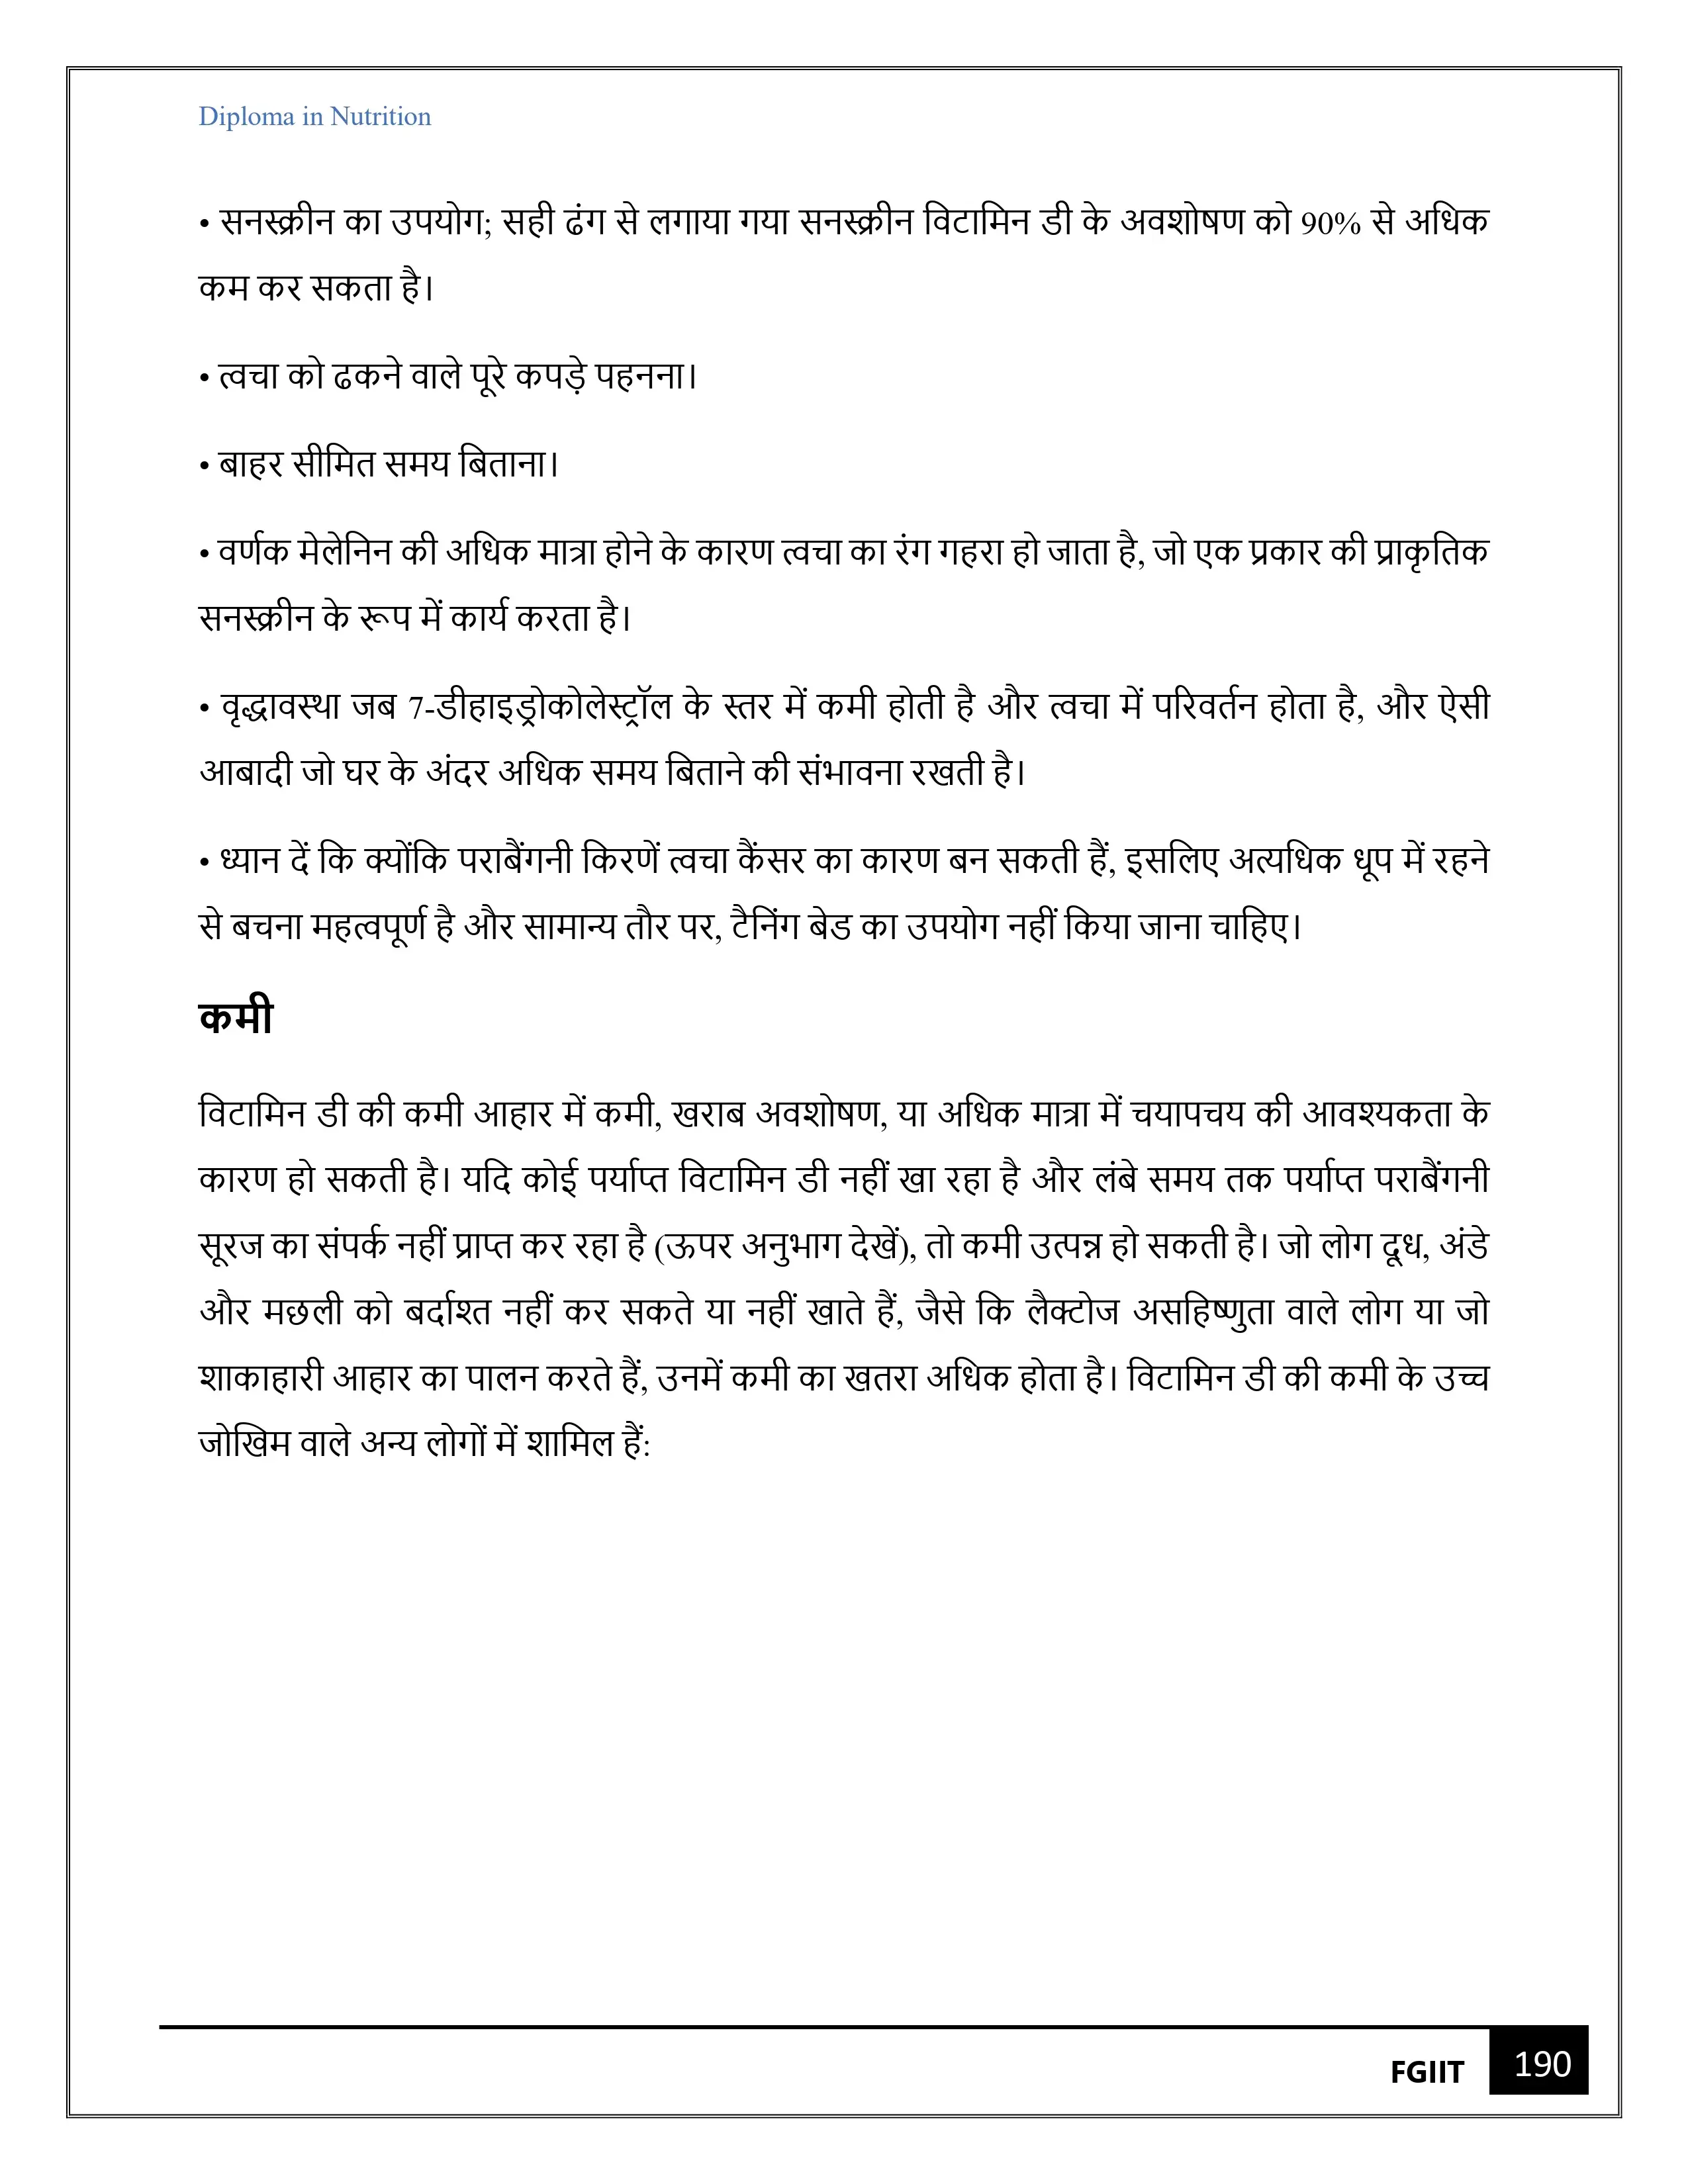 Diploma in Nutrition
• सनस्क्रीन का उपयोग; सही ढंग से लगाया गया सनस्क्रीन विटामिन डी के अवशोषण को 90% से अधिक
कम कर सकता है।
• त्वचा को ढकने वाले पूरे कपड़े पहनना।
• बाहर सीमित समय बिताना।
• वर्णक मेलेनिन की अधिक मात्रा होने के कारण त्वचा का रंग गहरा हो जाता है, जो एक प्रकार की प्राकृतिक
सनस्क्रीन के रूप में कार्य करता है।
• वृद्धावस्था जब 7-डीहाइड्रोकोलेस्ट्रॉल के स्तर में कमी होती है और त्वचा में परिवर्तन होता है, और ऐसी
आबादी जो घर के अंदर अधिक समय बिताने की संभावना रखती है।
• ध्यान दें कि क्योंकि पराबैंगनी किरणें त्वचा कैंसर का कारण बन सकती हैं, इसलिए अत्यधिक धूप में रहने
से बचना महत्वपूर्ण है और सामान्य तौर पर, टैनिंग बेड का उपयोग नहीं किया जाना चाहिए।
कमी
विटामिन डी की कमी आहार में कमी, खराब अवशोषण, या अधिक मात्रा में चयापचय की आवश्यकता के
कारण हो सकती है। यदि कोई पर्याप्त विटामिन डी नहीं खा रहा है और लंबे समय तक पर्याप्त पराबैंगनी
सूरज का संपर्क नहीं प्राप्त कर रहा है (ऊपर अनुभाग देखें), तो कमी उत्पन्न हो सकती है। जो लोग दूध, अंडे
और मछली को बर्दाश्त नहीं कर सकते या नहीं खाते हैं, जैसे कि लैक्टोज असहिष्णुता वाले लोग या जो
शाकाहारी आहार का पालन करते हैं, उनमें कमी का खतरा अधिक होता है। विटामिन डी की कमी के उच्च
जोखिम वाले अन्य लोगों में शामिल हैं:
FGIIT 190